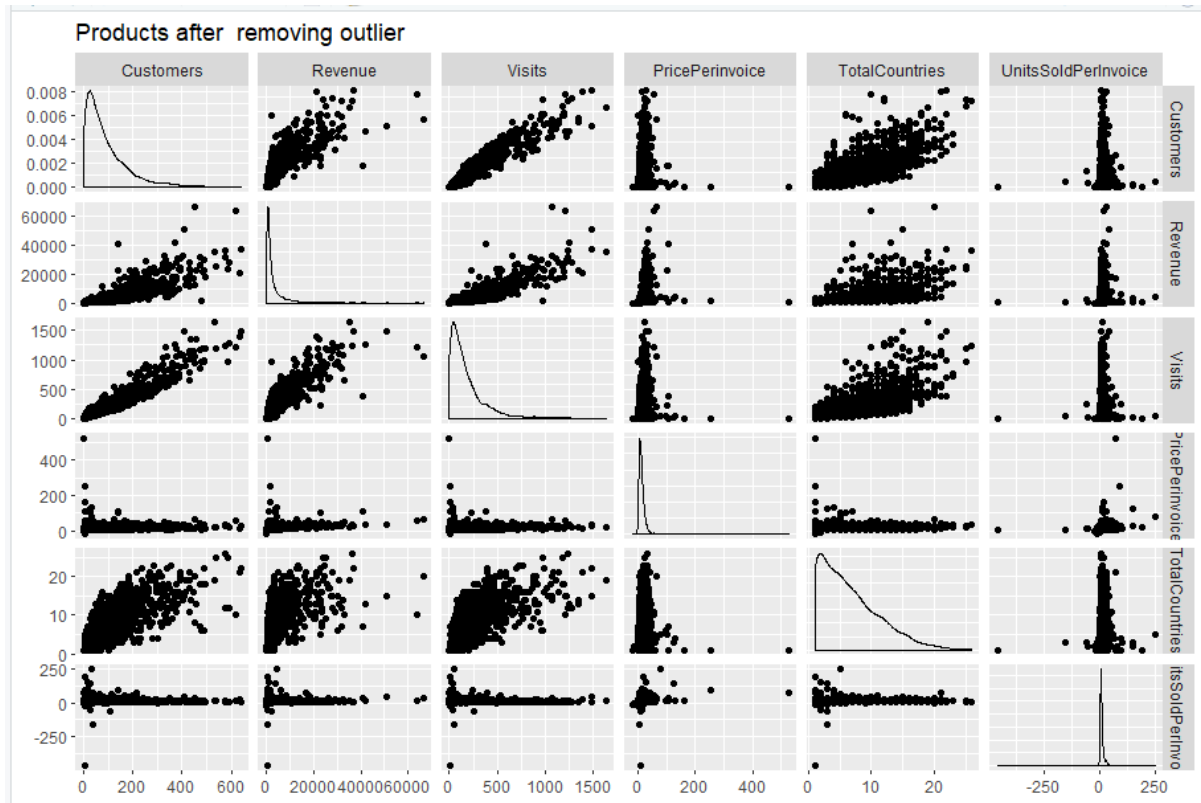 Products after  removing outlier
Customers Revenue Visits PricePerinvoice TotalCountries UnitsSoldPerInvoice
0.008
0.006
0.004
0.002
0.000
Customers
60000
40000
20000
0
Revenue
1500
1000
500
0
Visits
400
200
0
PricePerinvoice
20
10
0
TotalCountries
250
0
-250
itsSoldPerInvo
0 200 400 600 0 20000 40000 60000 0 500 1000 1500 0 200 400 0 10 20 -250 0 250